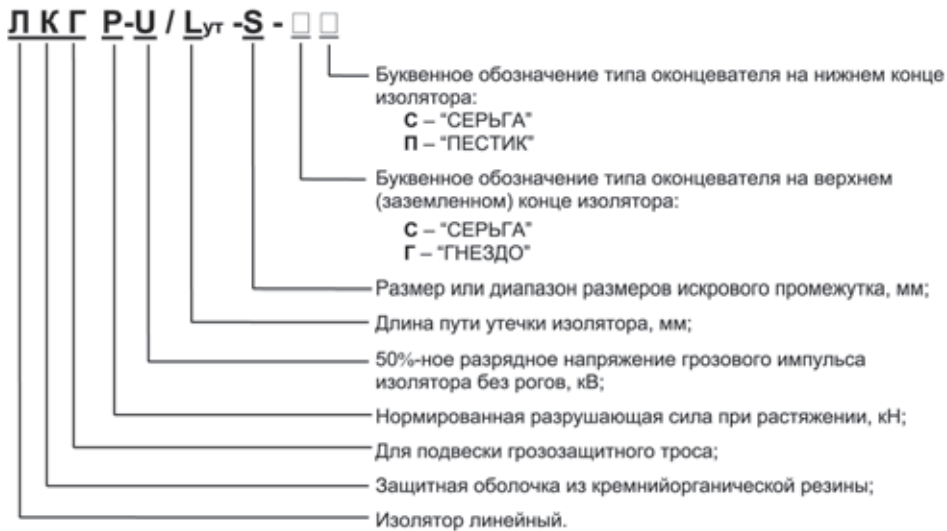 Л К Г Р-U / Lут -S - □ □
Буквенное обозначение типа оконцевателя на нижнем конце
изолятора:
С – “СЕРЬГА”
П – “ПЕСТИК”
Буквенное обозначение типа оконцевателя на верхнем
(заземленном) конце изолятора:
С – “СЕРЬГА”
Г – “ГНЕЗДО”
Размер или диапазон размеров искрового промежутка, мм;
Длина пути утечки изолятора, мм;
50%-ное разрядное напряжение грозового импульса
изолятора без рогов, кВ;
Нормированная разрушающая сила при растяжении, кН;
Для подвески грозозащитного троса;
Защитная оболочка из кремнийорганической резины;
Изолятор линейный.